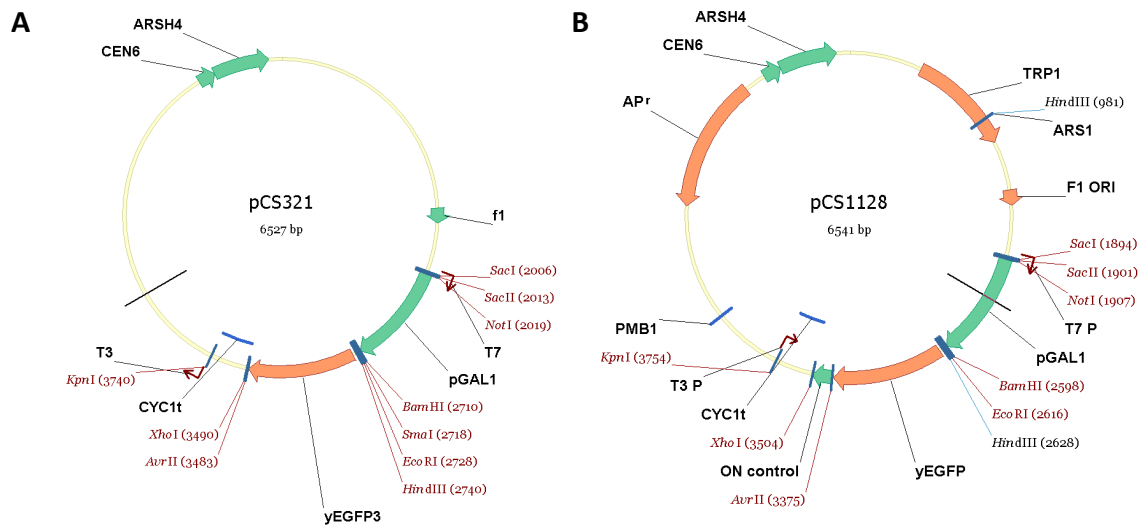 A
ARSH4
CEN6
pCS321
6527 bp
f1
SacI (2006)
SacII (2013)
NotI (2019)
T7
pGAL1
BamHI (2710)
SmaI (2718)
EcoRI (2728)
HindIII (2740)
yEGFP3
AvrII (3483)
XhoI (3490)
CYC1t
KpnI (3740)
T3
B
ARSH4
CEN6
APr
TRP1
HindIII (981)
ARS1
F1 ORI
pCS1128
6541 bp
SacI (1894)
SacII (1901)
NotI (1907)
T7 P
pGAL1
BamHI (2598)
EcoRI (2616)
HindIII (2628)
yEGFP
AvrII (3375)
ON control
XhoI (3504)
CYC1t
T3 P
KpnI (3754)
PMB1